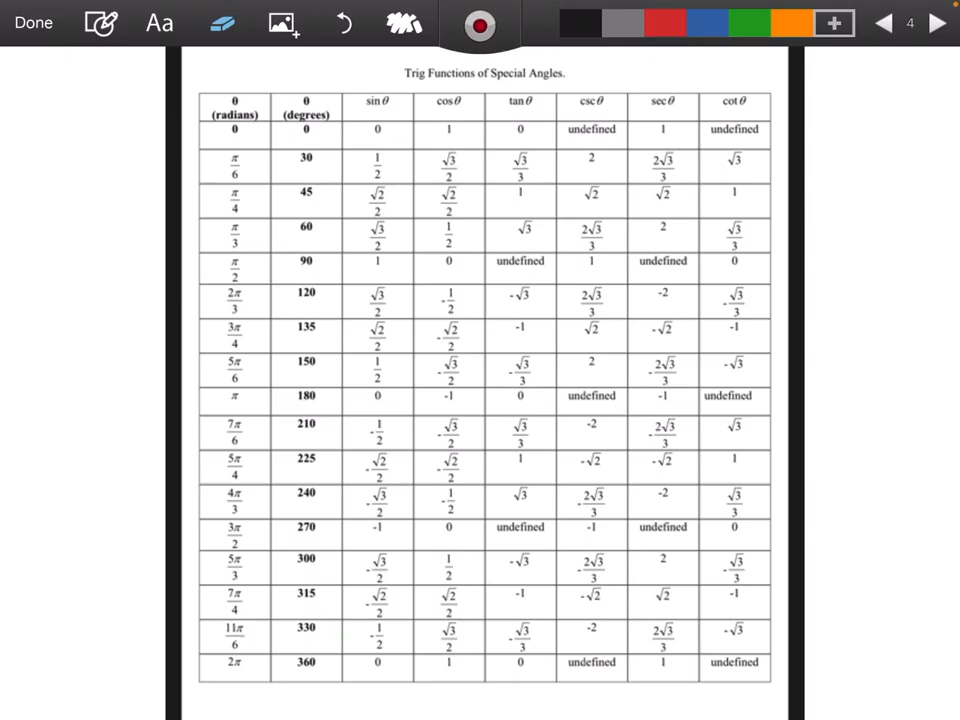 Done
Aa
4
Trig Functions of Special Angles.
θ (radians) θ (degrees) sin θ cos θ tan θ csc θ sec θ cot θ
0 0 0 1 0 undefined 1 undefined
π/6 30 1/2 √3/2 √3/3 2 2√3/3 √3
π/4 45 √2/2 √2/2 1 √2 √2 1
π/3 60 √3/2 1/2 √3 2√3/3 2 √3/3
π/2 90 1 0 undefined 1 undefined 0
2π/3 120 √3/2 -1/2 -√3 2√3/3 -2 -√3/3
3π/4 135 √2/2 -√2/2 -1 √2 -√2 -1
5π/6 150 1/2 -√3/2 -√3/3 2 -2√3/3 -√3
π 180 0 -1 0 undefined -1 undefined
7π/6 210 -1/2 -√3/2 √3/3 -2 -2√3/3 √3
5π/4 225 -√2/2 -√2/2 1 -√2 -√2 1
4π/3 240 -√3/2 -1/2 √3 -2√3/3 -2 √3/3
3π/2 270 -1 0 undefined -1 undefined 0
5π/3 300 -√3/2 1/2 -√3 -2√3/3 2 -√3/3
7π/4 315 -√2/2 √2/2 -1 -√2 √2 -1
11π/6 330 -1/2 √3/2 -√3/3 -2 2√3/3 -√3
2π 360 0 1 0 undefined 1 undefined